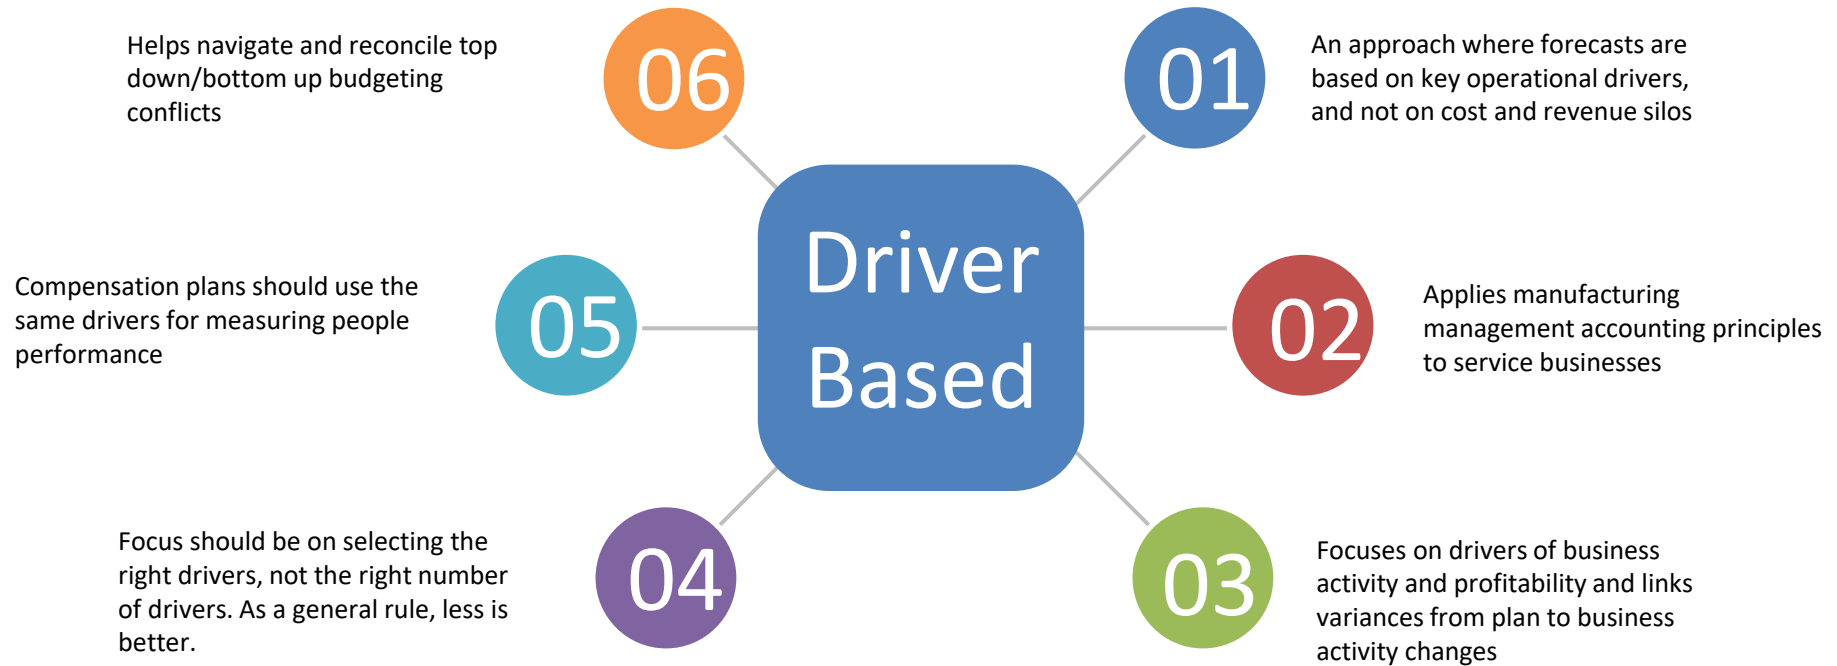 Driver
Based
01
An approach where forecasts are
based on key operational drivers,
and not on cost and revenue silos
02
Applies manufacturing
management accounting principles
to service businesses
03
Focuses on drivers of business
activity and profitability and links
variances from plan to business
activity changes
04
Focus should be on selecting the
right drivers, not the right number
of drivers. As a general rule, less is
better.
05
Compensation plans should use the
same drivers for measuring people
performance
06
Helps navigate and reconcile top
down/bottom up budgeting
conflicts